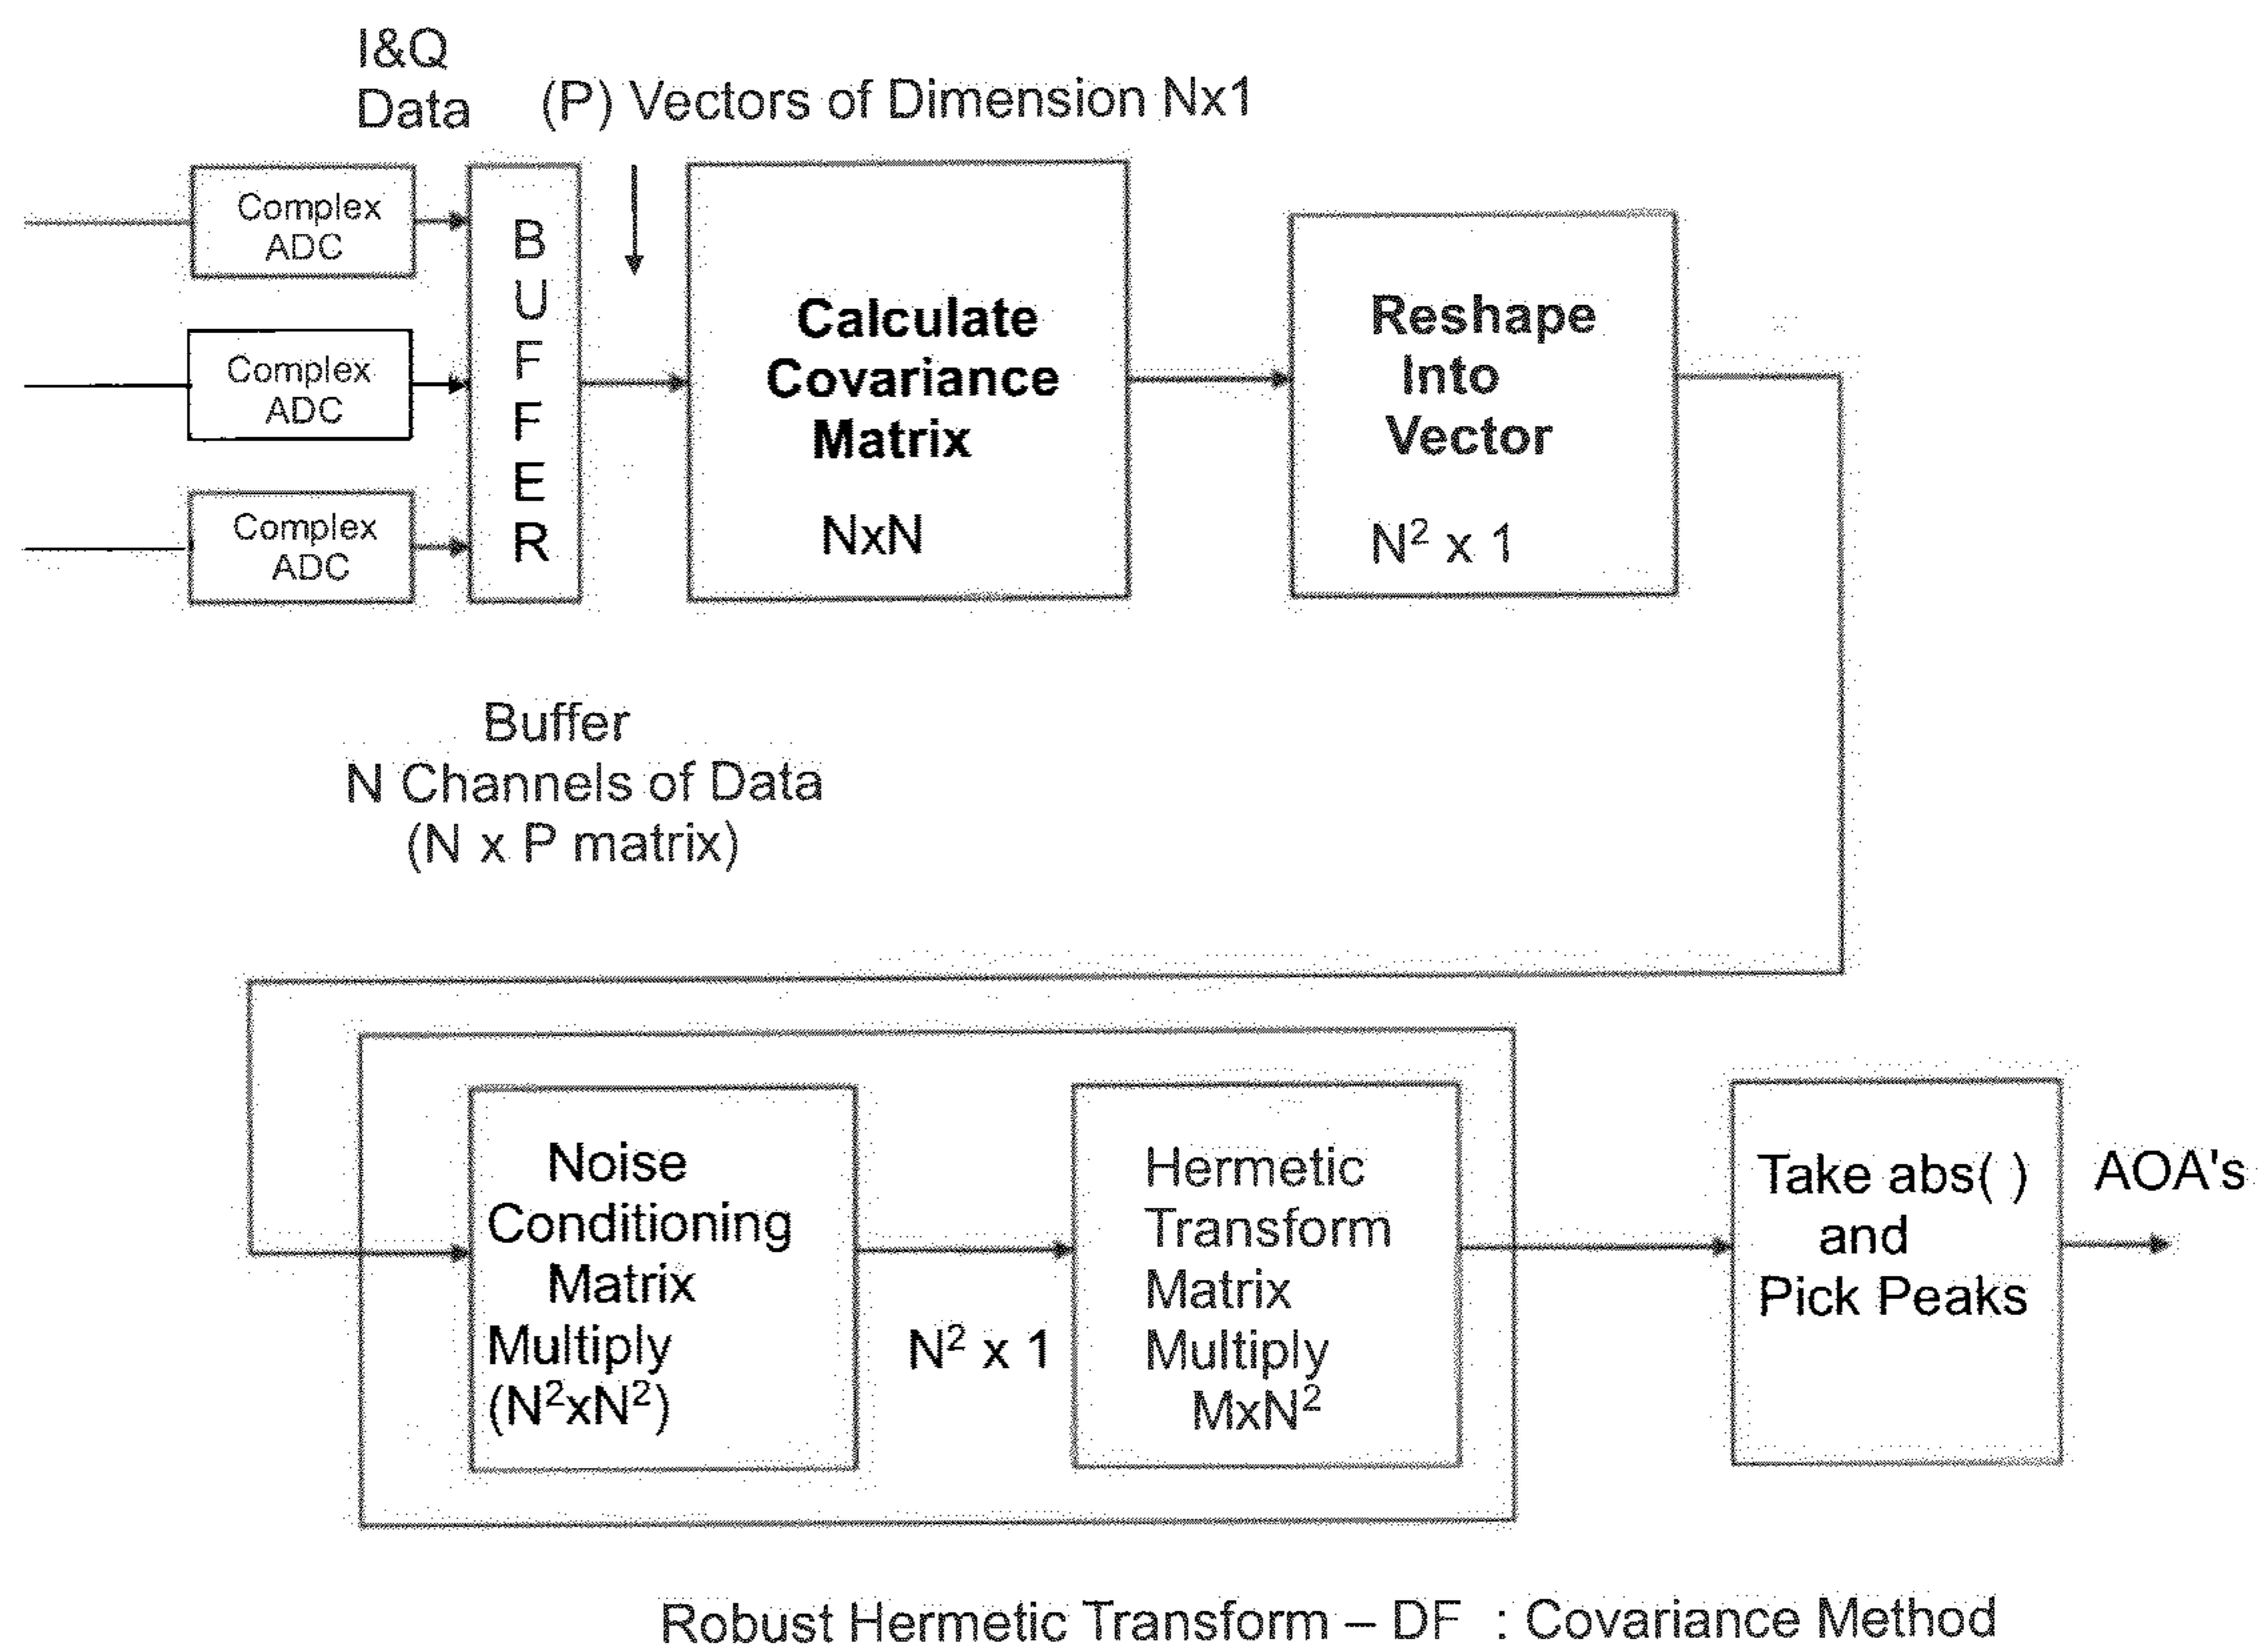 I&Q
Data
(P) Vectors of Dimension Nx1
Complex
ADC
Complex
ADC
Complex
ADC
B
U
F
F
E
R
Calculate
Covariance
Matrix
NxN
Reshape
Into
Vector
N² x 1
Buffer
N Channels of Data
(N x P matrix)
Noise
Conditioning
Matrix
Multiply
(N²xN²)
N² x 1
Hermetic
Transform
Matrix
Multiply
MxN²
Take abs( )
and
Pick Peaks
AOA's
Robust Hermetic Transform – DF : Covariance Method